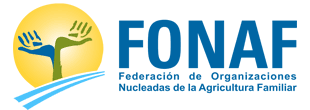 FONAF
Federación de Organizaciones
Nucleadas de la Agricultura Familiar